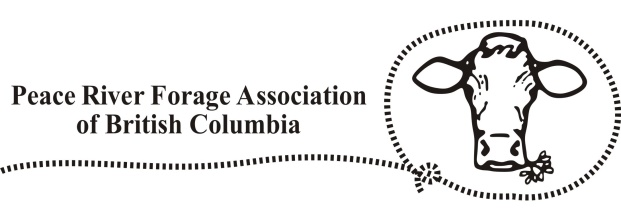 Peace River Forage Association
of British Columbia